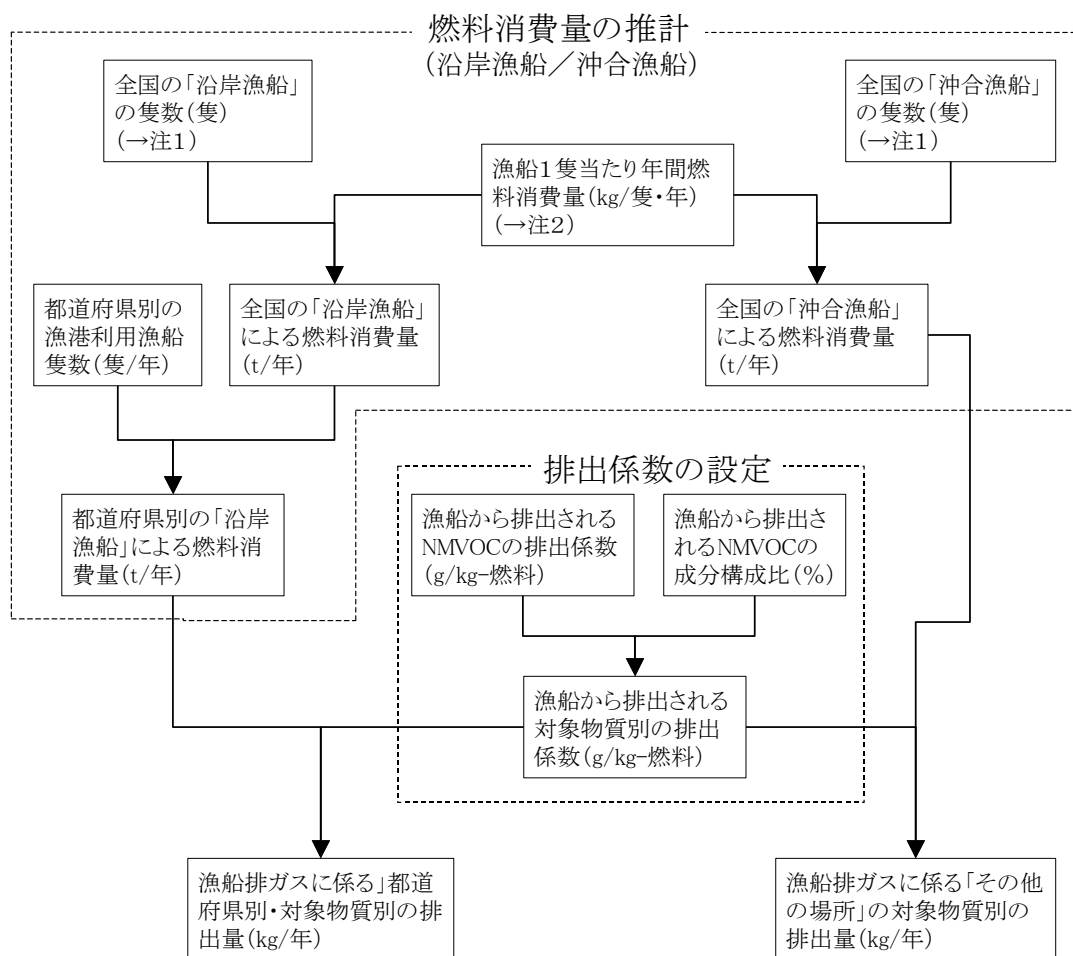 燃料消費量の推計
(沿岸漁船／沖合漁船)
全国の「沿岸漁船」
の隻数(隻)
(→注1)
全国の「沖合漁船」
の隻数(隻)
(→注1)
漁船1隻当たり年間燃
料消費量(kg/隻・年)
(→注2)
都道府県別の
漁港利用漁船
隻数(隻/年)
全国の「沿岸漁船」
による燃料消費量
(t/年)
全国の「沖合漁船」
による燃料消費量
(t/年)
排出係数の設定
都道府県別の「沿岸
漁船」による燃料消
費量(t/年)
漁船から排出される
NMVOCの排出係数
(g/kg-燃料)
漁船から排出さ
れるNMVOCの
成分構成比(%)
漁船から排出される
対象物質別の排出
係数(g/kg-燃料)
漁船排ガスに係る」都道
府県別・対象物質別の排
出量(kg/年)
漁船排ガスに係る「その他
の場所」の対象物質別の
排出量(kg/年)